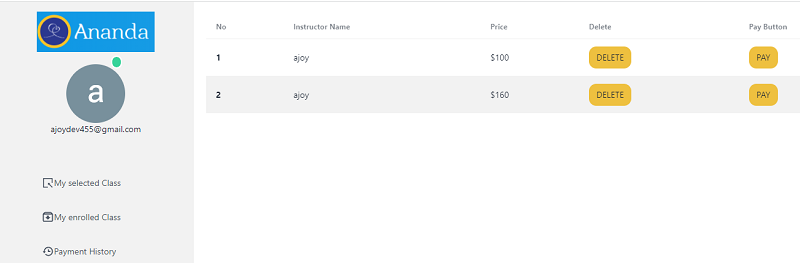 Ananda
a
ajoydev455@gmail.com
My selected Class
My enrolled Class
Payment History
No Instructor Name Price Delete Pay Button
1 ajoy $100 DELETE PAY
2 ajoy $160 DELETE PAY